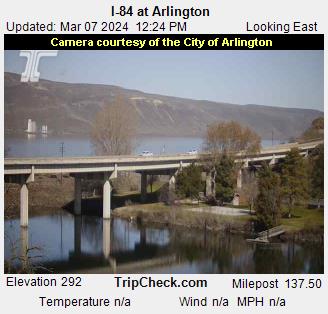 I-84 at Arlington
Updated: Mar 07 2024 12:24 PM Looking East
Camera courtesy of the City of Arlington
Elevation 292 TripCheck.com Milepost 137.50
Temperature n/a Wind n/a MPH n/a